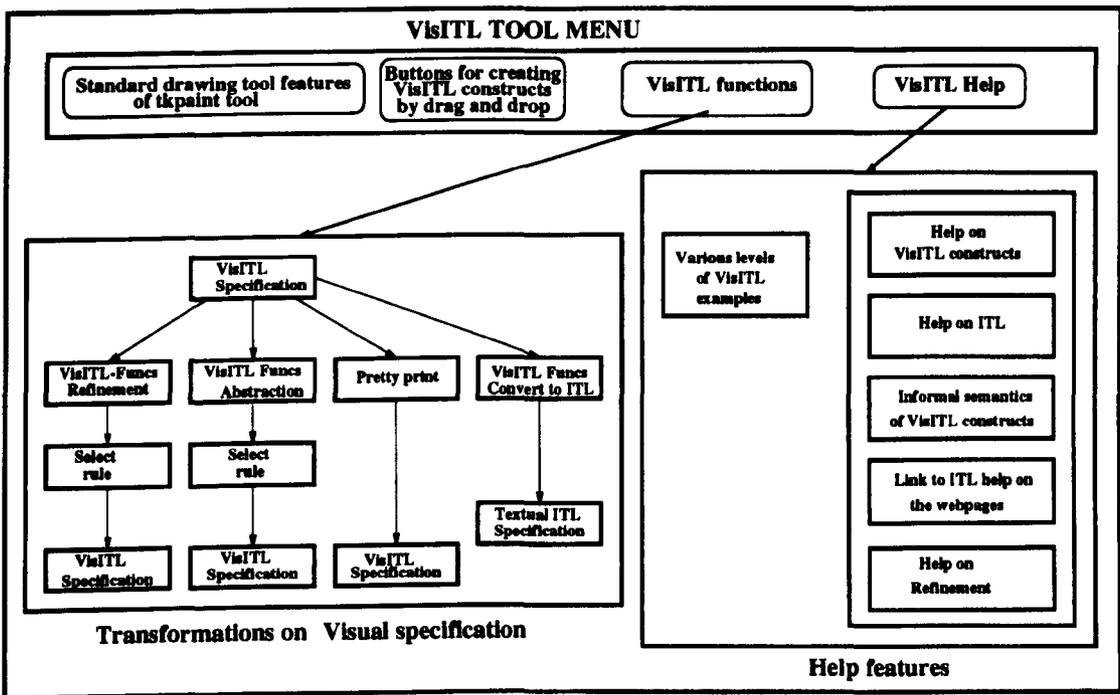 VisITL TOOL MENU
Standard drawing tool features
of tkpaint tool
Buttons for creating
VisITL constructs
by drag and drop
VisITL functions
VisITL Help
VisITL
Specification
VisITL-Funcs
Refinement
VisITL Funcs
Abstraction
Pretty print
VisITL Funcs
Convert to ITL
Select
rule
Select
rule
Textual ITL
Specification
VisITL
Specification
VisITL
Specification
VisITL
Specification
Transformations on Visual specification
Various levels
of VisITL
examples
Help on
VisITL constructs
Help on ITL
Informal semantics
of VisITL constructs
Link to ITL help on
the webpages
Help on
Refinement
Help features